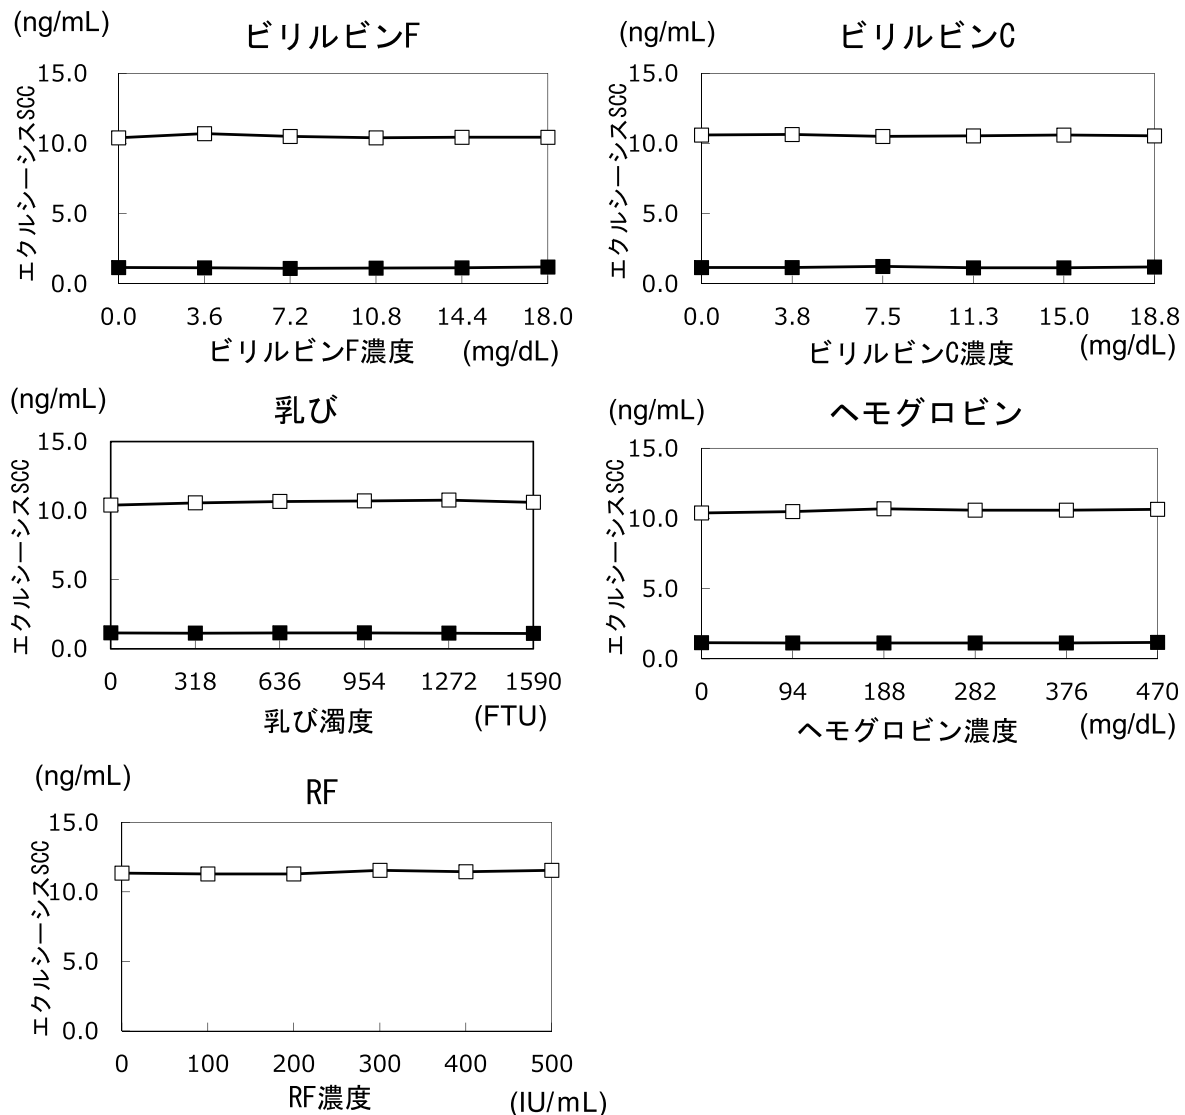 (ng/mL)
ビリルビンF
エクルシーシスSCC
15.0
10.0
5.0
0.0
0.0 3.6 7.2 10.8 14.4 18.0
ビリルビンF濃度 (mg/dL)
(ng/mL)
ビリルビンC
エクルシーシスSCC
15.0
10.0
5.0
0.0
0.0 3.8 7.5 11.3 15.0 18.8
ビリルビンC濃度 (mg/dL)
(ng/mL)
乳び
エクルシーシスSCC
15.0
10.0
5.0
0.0
0 318 636 954 1272 1590
乳び濁度 (FTU)
(ng/mL)
ヘモグロビン
エクルシーシスSCC
15.0
10.0
5.0
0.0
0 94 188 282 376 470
ヘモグロビン濃度 (mg/dL)
(ng/mL)
RF
エクルシーシスSCC
15.0
10.0
5.0
0.0
0 100 200 300 400 500
RF濃度 (IU/mL)